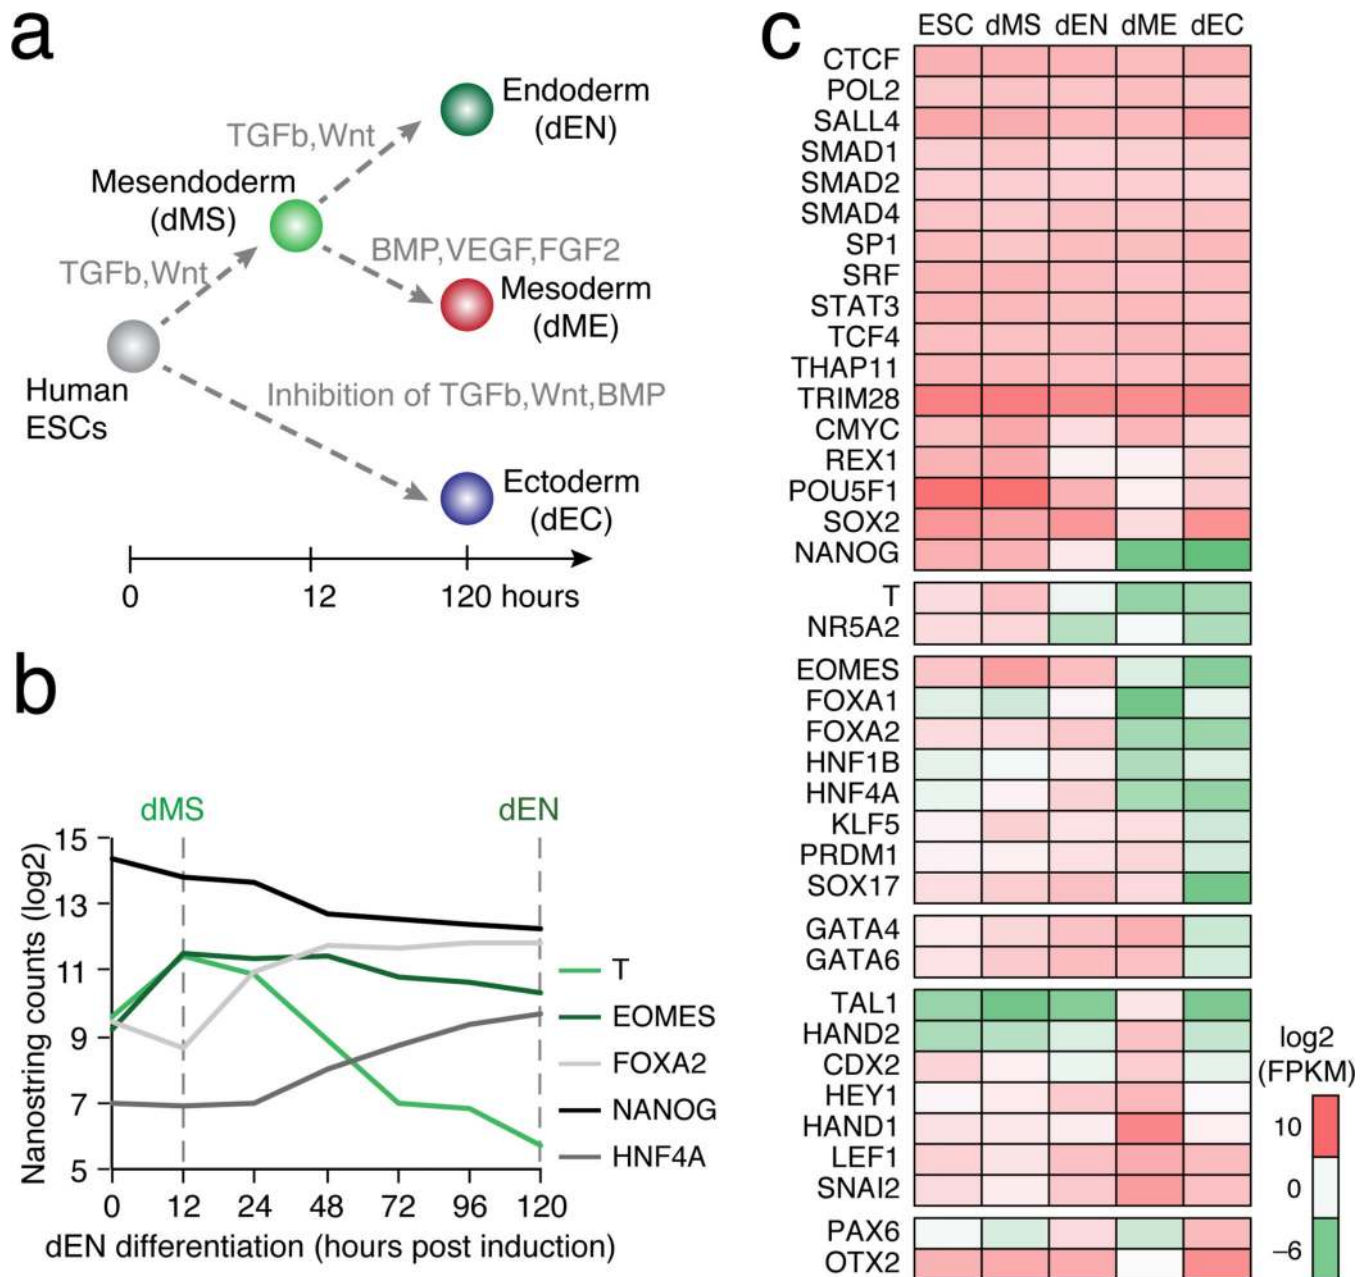 a
Endoderm
(dEN)
TGFb,Wnt
Mesendoderm
(dMS)
BMP,VEGF,FGF2
TGFb,Wnt
Mesoderm
(dME)
Human
ESCs
Inhibition of TGFb,Wnt,BMP
Ectoderm
(dEC)
0 12 120 hours
b
dMS dEN
Nanostring counts (log2)
15
13
11
9
7
5
0 12 24 48 72 96 120
dEN differentiation (hours post induction)
T
EOMES
FOXA2
NANOG
HNF4A
c
ESC dMS dEN dME dEC
CTCF
POL2
SALL4
SMAD1
SMAD2
SMAD4
SP1
SRF
STAT3
TCF4
THAP11
TRIM28
CMYC
REX1
POU5F1
SOX2
NANOG
T
NR5A2
EOMES
FOXA1
FOXA2
HNF1B
HNF4A
KLF5
PRDM1
SOX17
GATA4
GATA6
TAL1
HAND2
CDX2
HEY1
HAND1
LEF1
SNAI2
PAX6
OTX2
log2
(FPKM)
10
0
−6